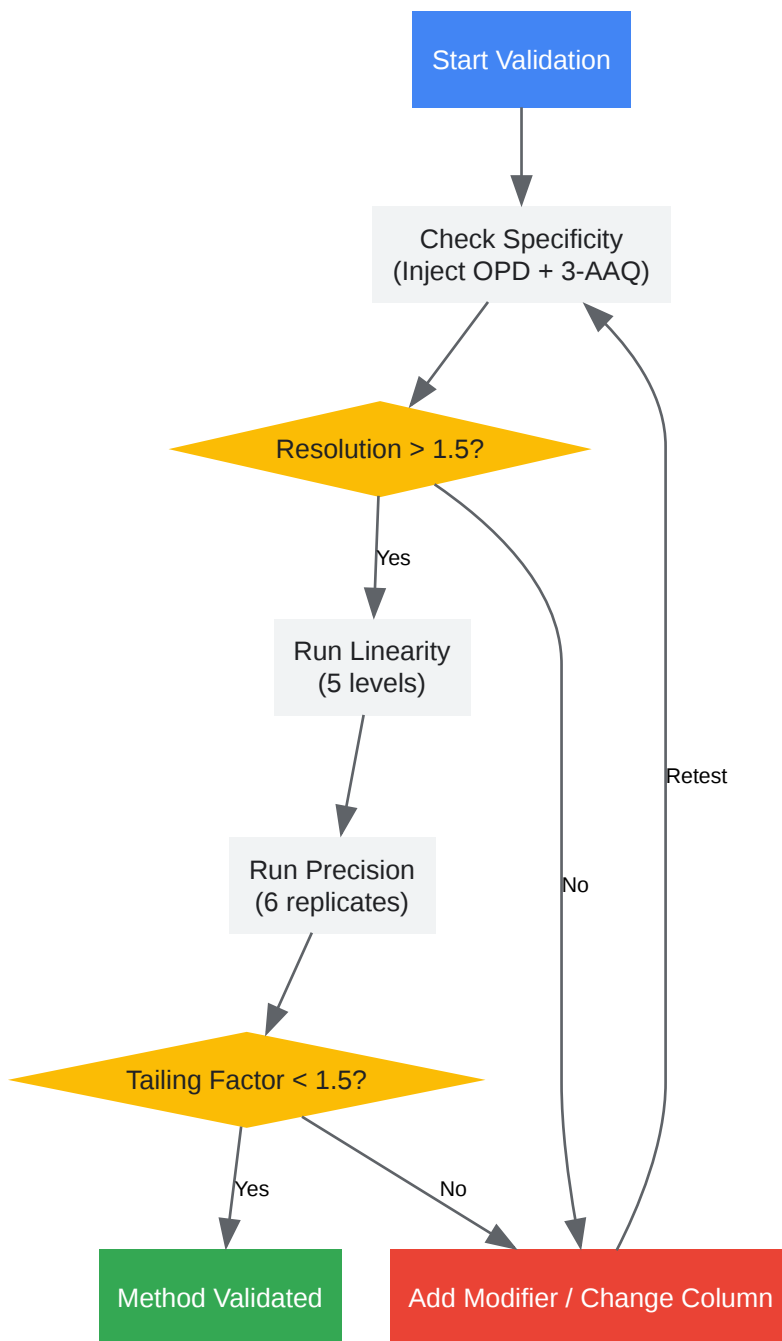 Start Validation
Check Specificity
(Inject OPD + 3-AAQ)
Resolution > 1.5?
Yes
Run Linearity
(5 levels)
Retest
Run Precision
(6 replicates)
No
Tailing Factor < 1.5?
Yes
No
Method Validated
Add Modifier / Change Column